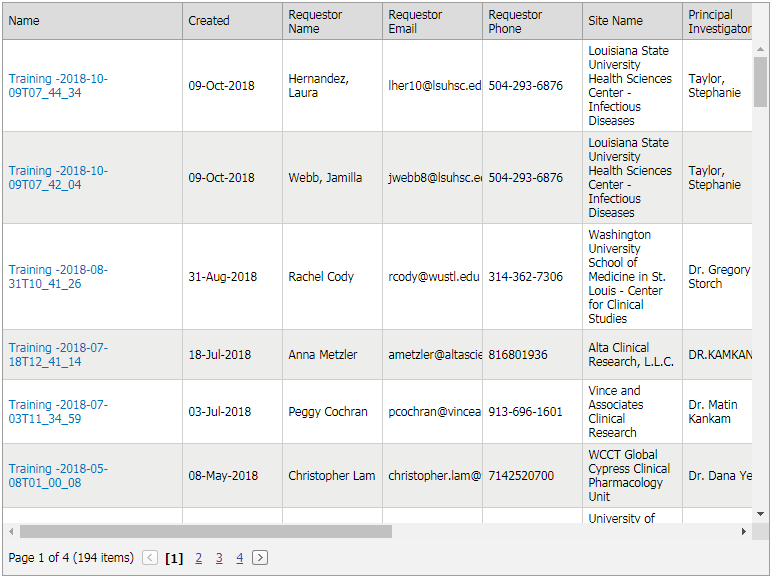 Name Created Requestor Name Requestor Email Requestor Phone Site Name Principal Investigator
Training -2018-10-
09T07_44_34
09-Oct-2018
Hernandez,
Laura
lher10@lsuhsc.ed
504-293-6876
Louisiana State
University
Health Sciences
Center -
Infectious
Diseases
Taylor,
Stephanie
Training -2018-10-
09T07_42_04
09-Oct-2018
Webb, Jamilla
jwebb8@lsuhsc.e
504-293-6876
Louisiana State
University
Health Sciences
Center -
Infectious
Diseases
Taylor,
Stephanie
Training -2018-08-
31T10_41_26
31-Aug-2018
Rachel Cody
rcody@wustl.edu
314-362-7306
Washington
University
School of
Medicine in St.
Louis - Center
for Clinical
Studies
Dr. Gregory
Storch
Training -2018-07-
18T12_41_14
18-Jul-2018
Anna Metzler
ametzler@altascie
816801936
Alta Clinical
Research, L.L.C.
DR.KAMKAN
Training -2018-07-
03T11_34_59
03-Jul-2018
Peggy Cochran
pcochran@vincea
913-696-1601
Vince and
Associates
Clinical
Research
Dr. Matin
Kankam
Training -2018-05-
08T01_00_08
08-May-2018
Christopher Lam
christopher.lam@
7142520700
WCCT Global
Cypress Clinical
Pharmacology
Unit
Dr. Dana Ye
University of
Page 1 of 4 (194 items) [1] 2 3 4